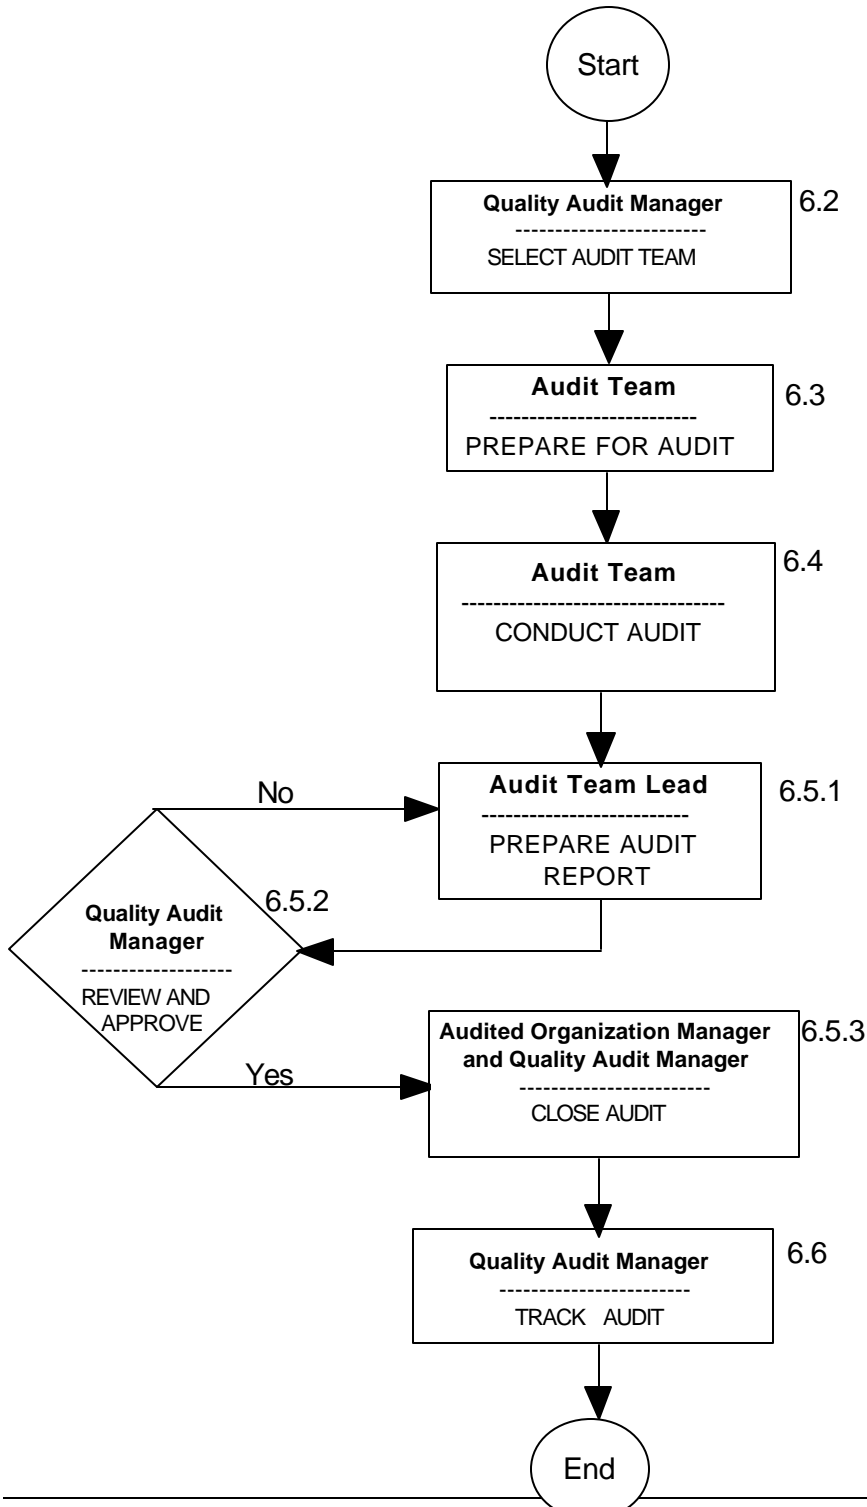 Start
Quality Audit Manager
6.2
------------------------
SELECT AUDIT TEAM
Audit Team
6.3
--------------------------
PREPARE FOR AUDIT
Audit Team
6.4
---------------------------------
CONDUCT AUDIT
Audit Team Lead
6.5.1
--------------------------
PREPARE AUDIT
REPORT
No
6.5.2
Quality Audit
Manager
-------------------
REVIEW AND
APPROVE
Yes
Audited Organization Manager
6.5.3
and Quality Audit Manager
------------------------
CLOSE AUDIT
Quality Audit Manager
6.6
------------------------
TRACK AUDIT
End